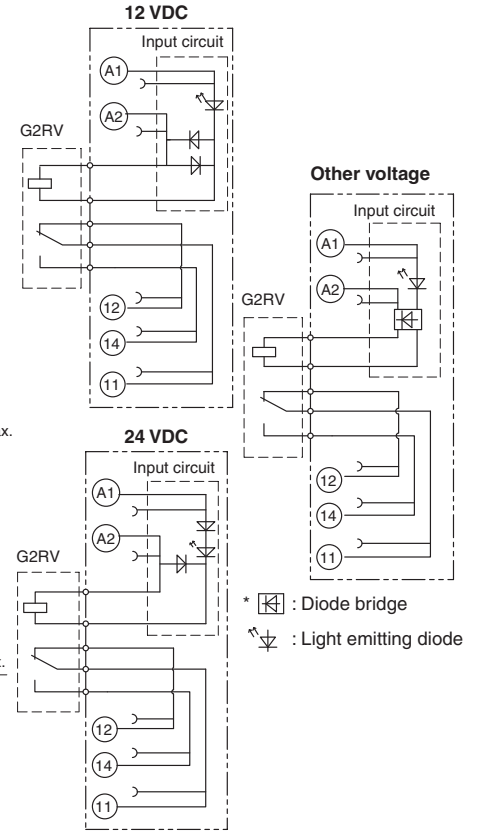 12 VDC
Input circuit
A1
A2
G2RV
12
14
11
Other voltage
Input circuit
A1
A2
G2RV
12
14
11
x.
24 VDC
Input circuit
A1
A2
G2RV
12
14
11
* : Diode bridge
: Light emitting diode